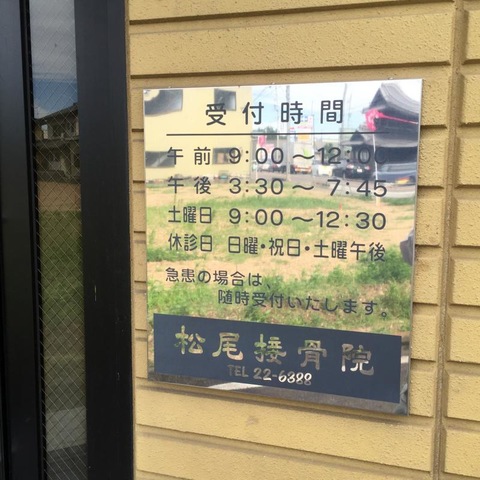 受付時間
午前 9:00～12:00
午後 3:30～7:45
土曜日 9:00～12:30
休診日 日曜・祝日・土曜午後
急患の場合は、
随時受付いたします。
松尾接骨院
TEL 22-6388